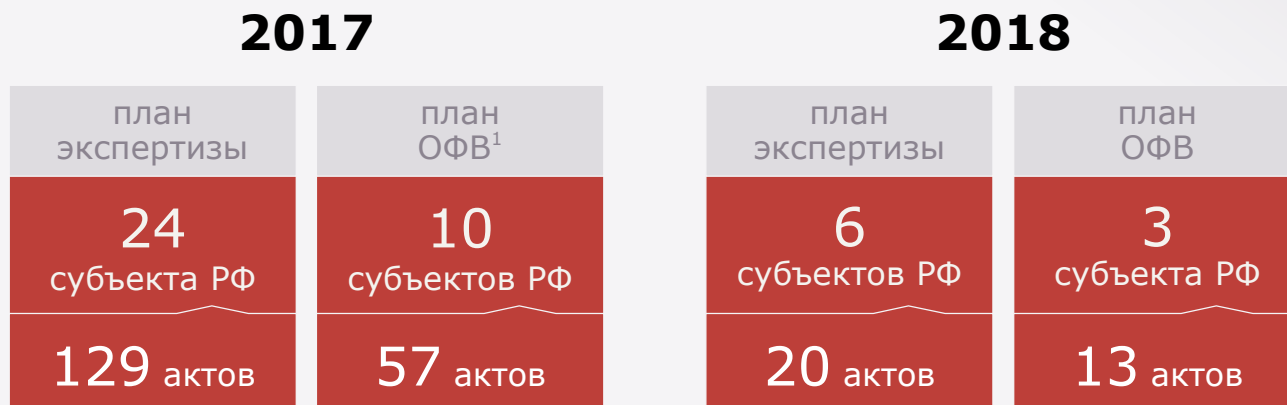 2017
план
экспертизы
24
субъекта РФ
129 актов
план
ОФВ¹
10
субъектов РФ
57 актов
2018
план
экспертизы
6
субъектов РФ
20 актов
план
ОФВ
3
субъекта РФ
13 актов